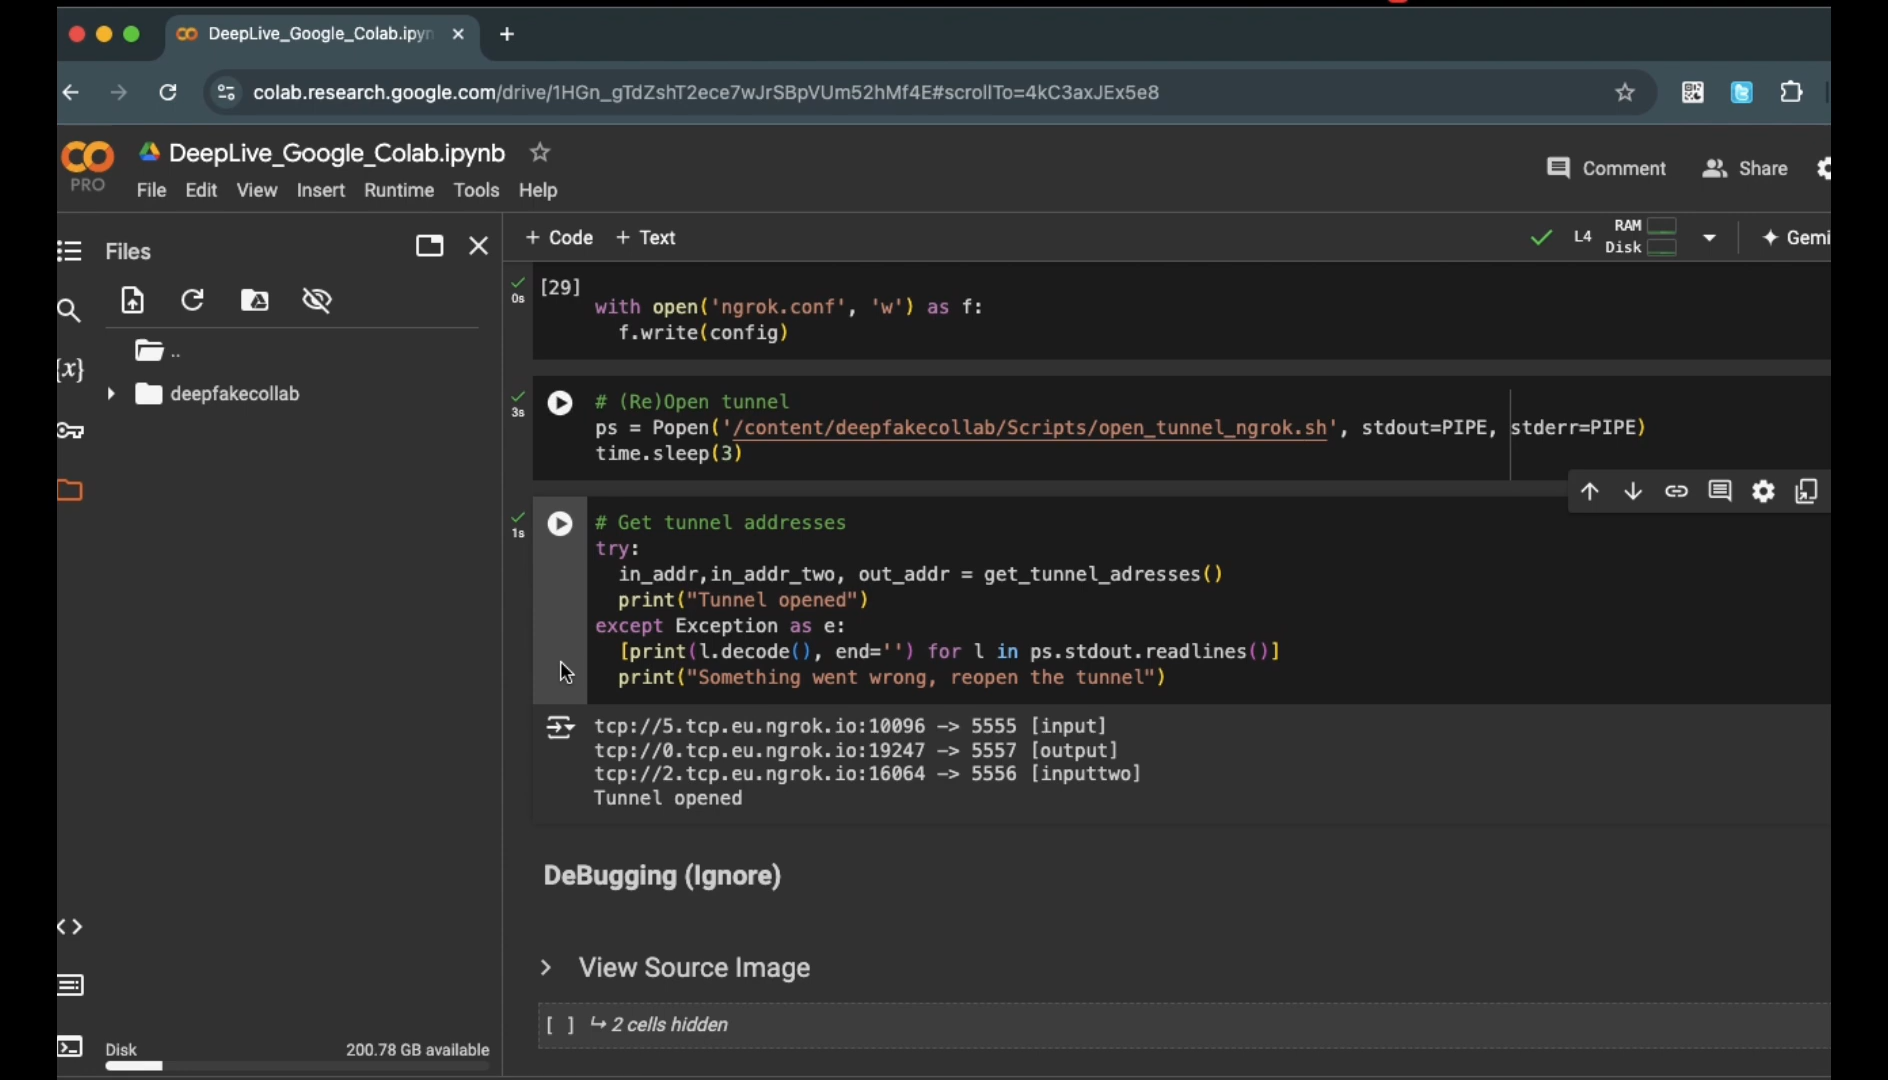 DeepLive_Google_Colab.ipyn
colab.research.google.com/drive/1HGn_gTdZshT2ece7wJrSBpVUm52hMf4E#scrollTo=4kC3axJEx5e8
PRO
DeepLive_Google_Colab.ipynb
File Edit View Insert Runtime Tools Help
Comment
Share
Files
+ Code + Text
L4
RAM
Disk
Gemi
..
{x}
deepfakecollab
0s
[29]
with open('ngrok.conf', 'w') as f:
f.write(config)
3s
# (Re)Open tunnel
ps = Popen('/content/deepfakecollab/Scripts/open_tunnel_ngrok.sh', stdout=PIPE, stderr=PIPE)
time.sleep(3)
1s
# Get tunnel addresses
try:
in_addr,in_addr_two, out_addr = get_tunnel_adresses()
print("Tunnel opened")
except Exception as e:
[print(l.decode(), end='') for l in ps.stdout.readlines()]
print("Something went wrong, reopen the tunnel")
tcp://5.tcp.eu.ngrok.io:10096 -> 5555 [input]
tcp://0.tcp.eu.ngrok.io:19247 -> 5557 [output]
tcp://2.tcp.eu.ngrok.io:16064 -> 5556 [inputtwo]
Tunnel opened
DeBugging (Ignore)
View Source Image
[ ] ↳ 2 cells hidden
Disk
200.78 GB available